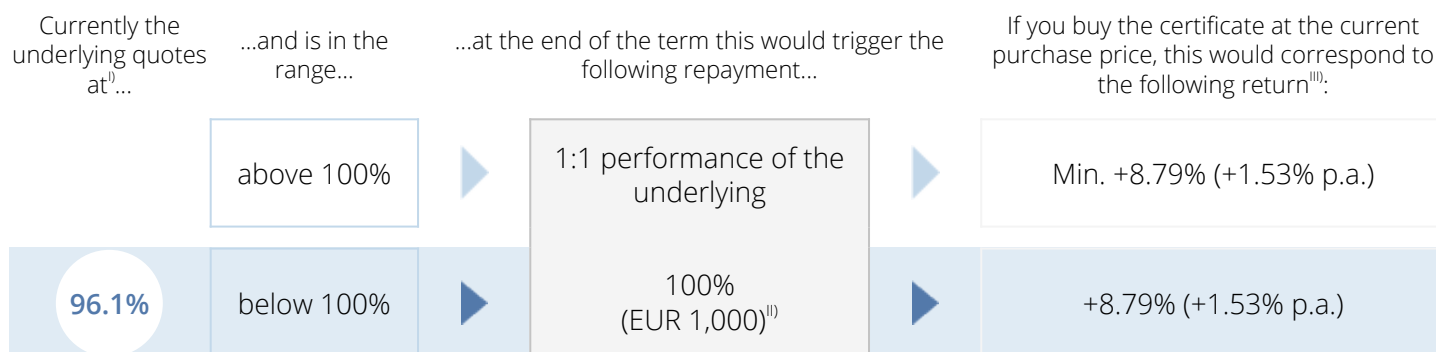 Currently the
underlying quotes
atI)...
...and is in the
range...
...at the end of the term this would trigger the
following repayment...
If you buy the certificate at the current
purchase price, this would correspond to
the following returnIII):
above 100%
1:1 performance of the
underlying
Min. +8.79% (+1.53% p.a.)
96.1%
below 100%
100%
(EUR 1,000)II)
+8.79% (+1.53% p.a.)